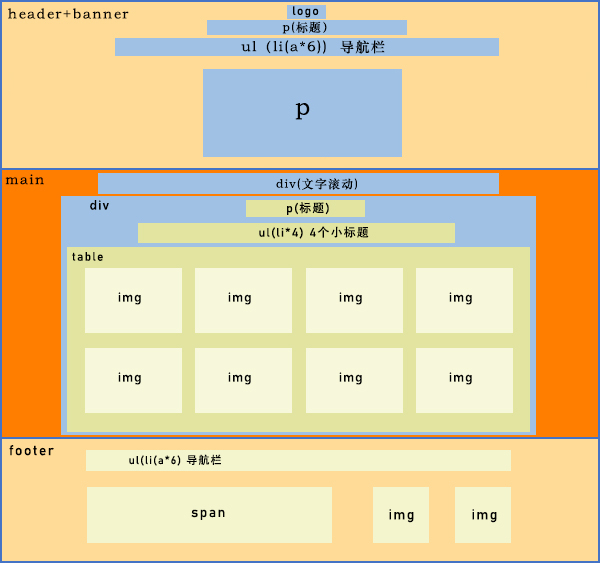 header+banner
logo
p(标题)
ul (li(a*6)) 导航栏
p
main
div(文字滚动)
div
p(标题)
ul(li*4) 4个小标题
table
img img img img
img img img img
footer
ul(li(a*6) 导航栏
span img img